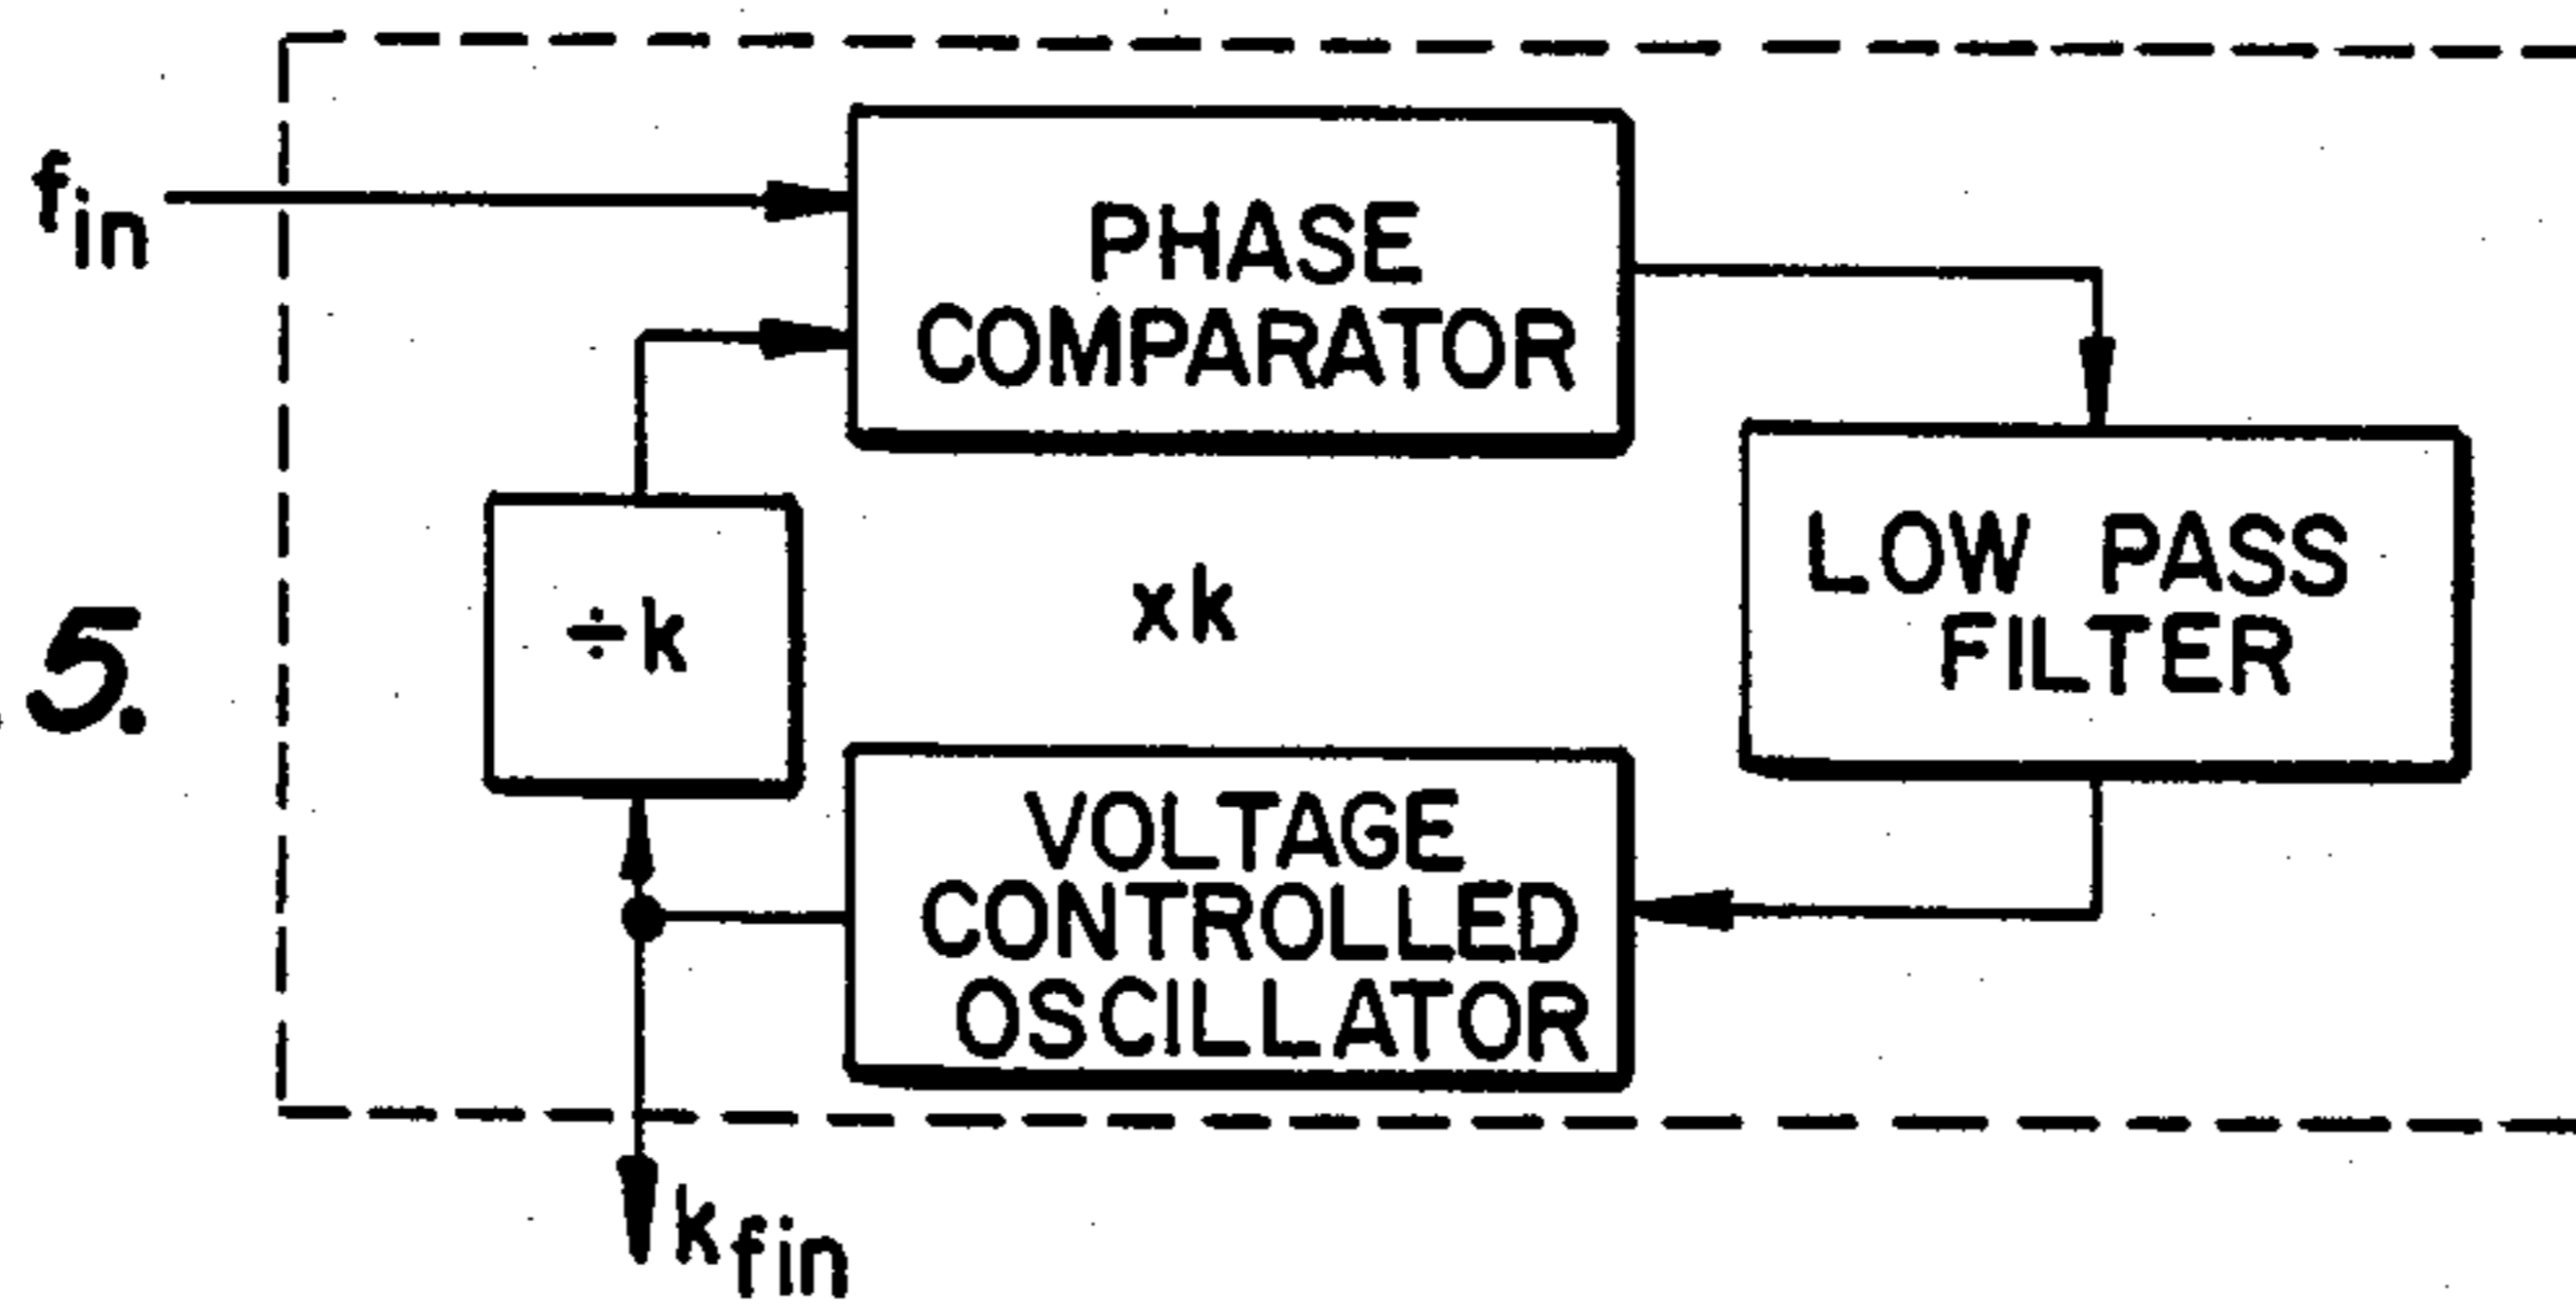 fin
PHASE
COMPARATOR
÷k
xk
LOW PASS
FILTER
5.
VOLTAGE
CONTROLLED
OSCILLATOR
kfin